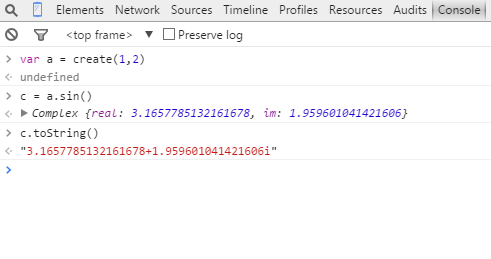 Elements Network Sources Timeline Profiles Resources Audits Console
<top frame> ▼ Preserve log
> var a = create(1,2)
<· undefined
> c = a.sin()
<· ▶ Complex {real: 3.1657785132161678, im: 1.959601041421606}
> c.toString()
<· "3.1657785132161678+1.959601041421606i"
>